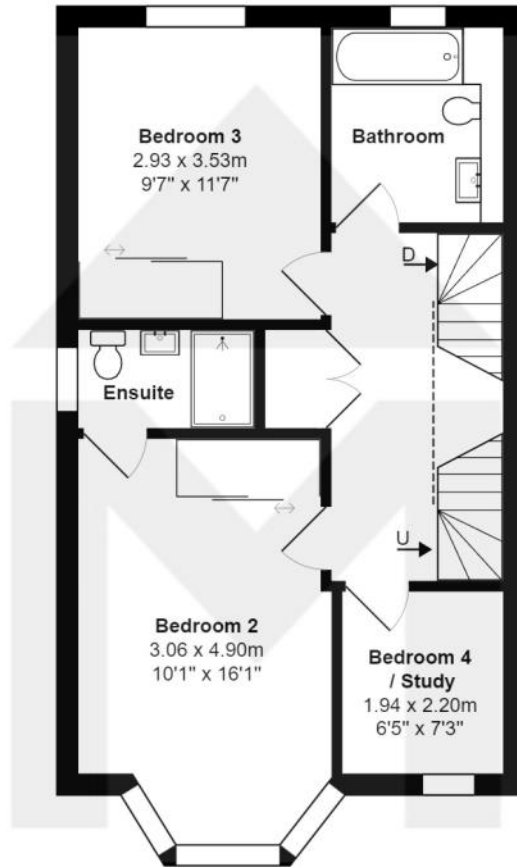 Bedroom 3
2.93 x 3.53m
9'7" x 11'7"
Bathroom
D
Ensuite
U
Bedroom 2
3.06 x 4.90m
10'1" x 16'1"
Bedroom 4
/ Study
1.94 x 2.20m
6'5" x 7'3"